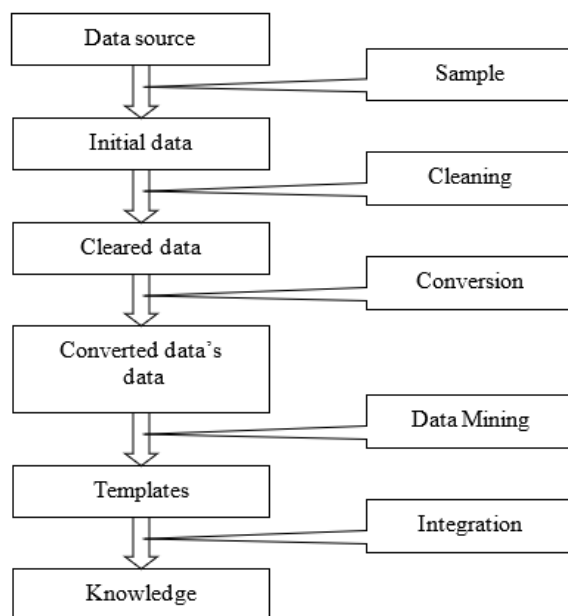 Data source
Sample
Initial data
Cleaning
Cleared data
Conversion
Converted data’s
data
Data Mining
Templates
Integration
Knowledge